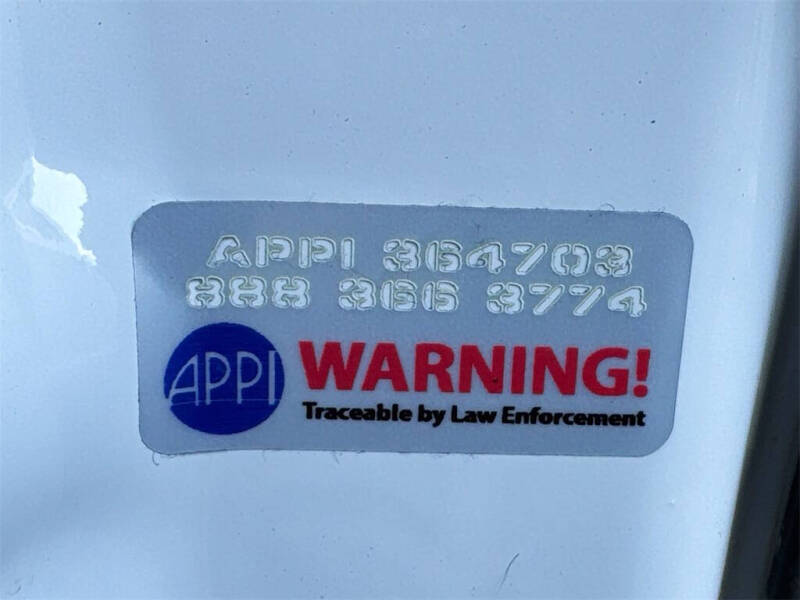 APPI 364703
888 366 3774
APPI
WARNING!
Traceable by Law Enforcement